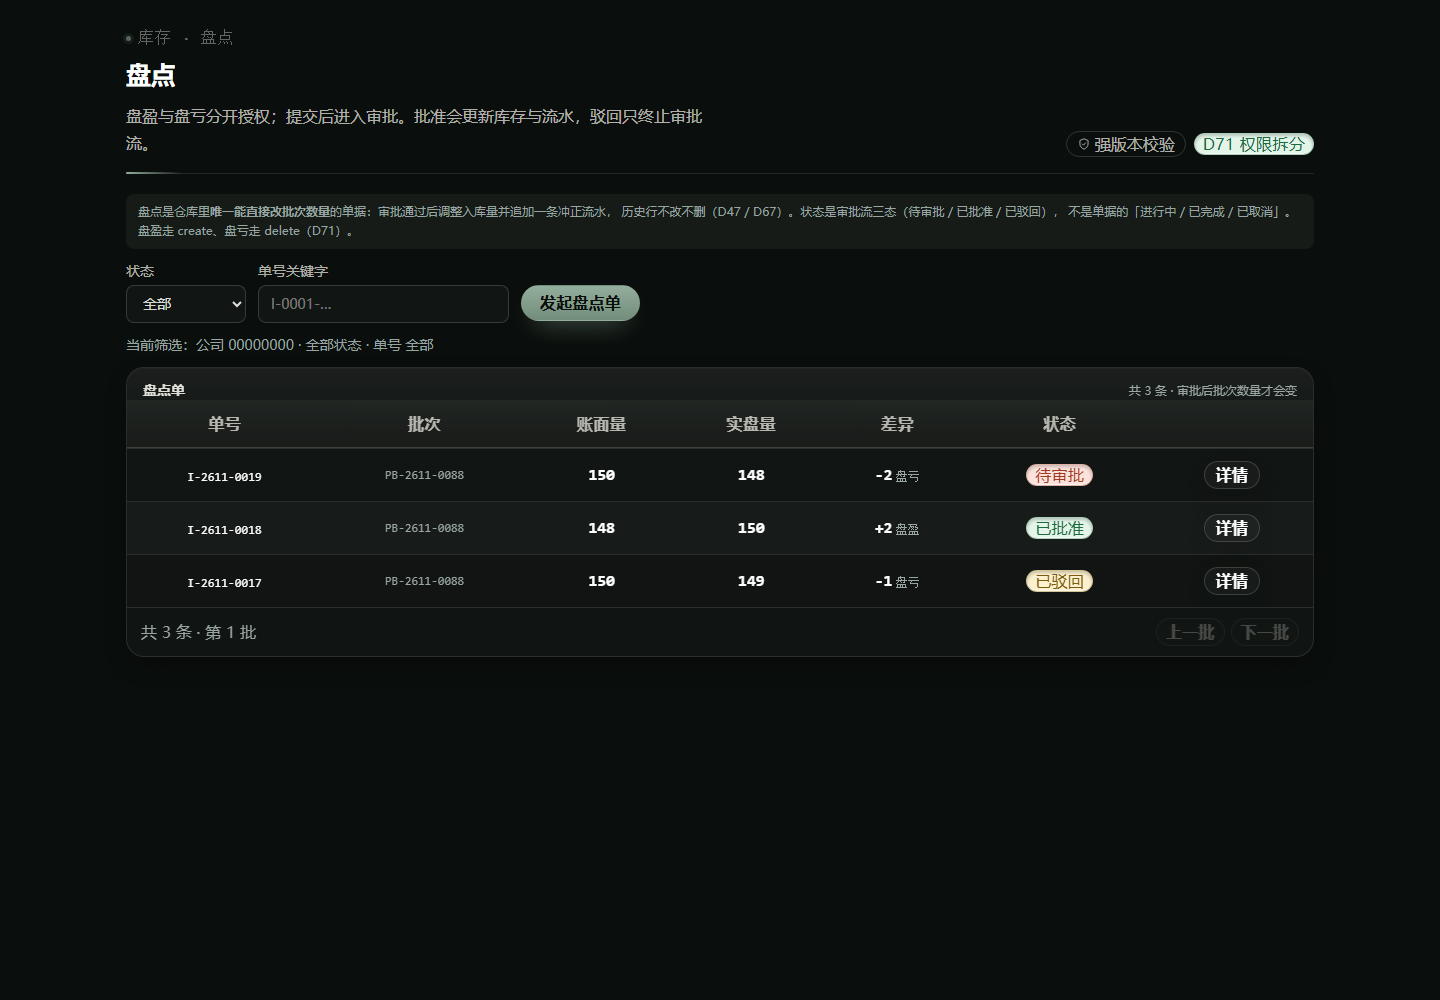 库存 · 盘点
盘点
盘盈与盘亏分开授权；提交后进入审批。批准会更新库存与流水，驳回只终止审批
流。
强版本校验
D71 权限拆分
盘点是仓库里唯一能直接改批次数量的单据：审批通过后调整入库量并追加一条冲正流水， 历史行不改不删（D47 / D67）。状态是审批流三态（待审批 / 已批准 / 已驳回）， 不是单据的「进行中 / 已完成 / 已取消」。
盘盈走 create、盘亏走 delete（D71）。
状态 单号关键字
全部 I-0001-... 发起盘点单
当前筛选：公司 00000000 · 全部状态 · 单号 全部
盘点单 共 3 条 · 审批后批次数量才会变
单号 批次 账面量 实盘量 差异 状态
I-2611-0019 PB-2611-0088 150 148 -2 盘亏 待审批 详情
I-2611-0018 PB-2611-0088 148 150 +2 盘盈 已批准 详情
I-2611-0017 PB-2611-0088 150 149 -1 盘亏 已驳回 详情
共 3 条 · 第 1 批 上一批 下一批